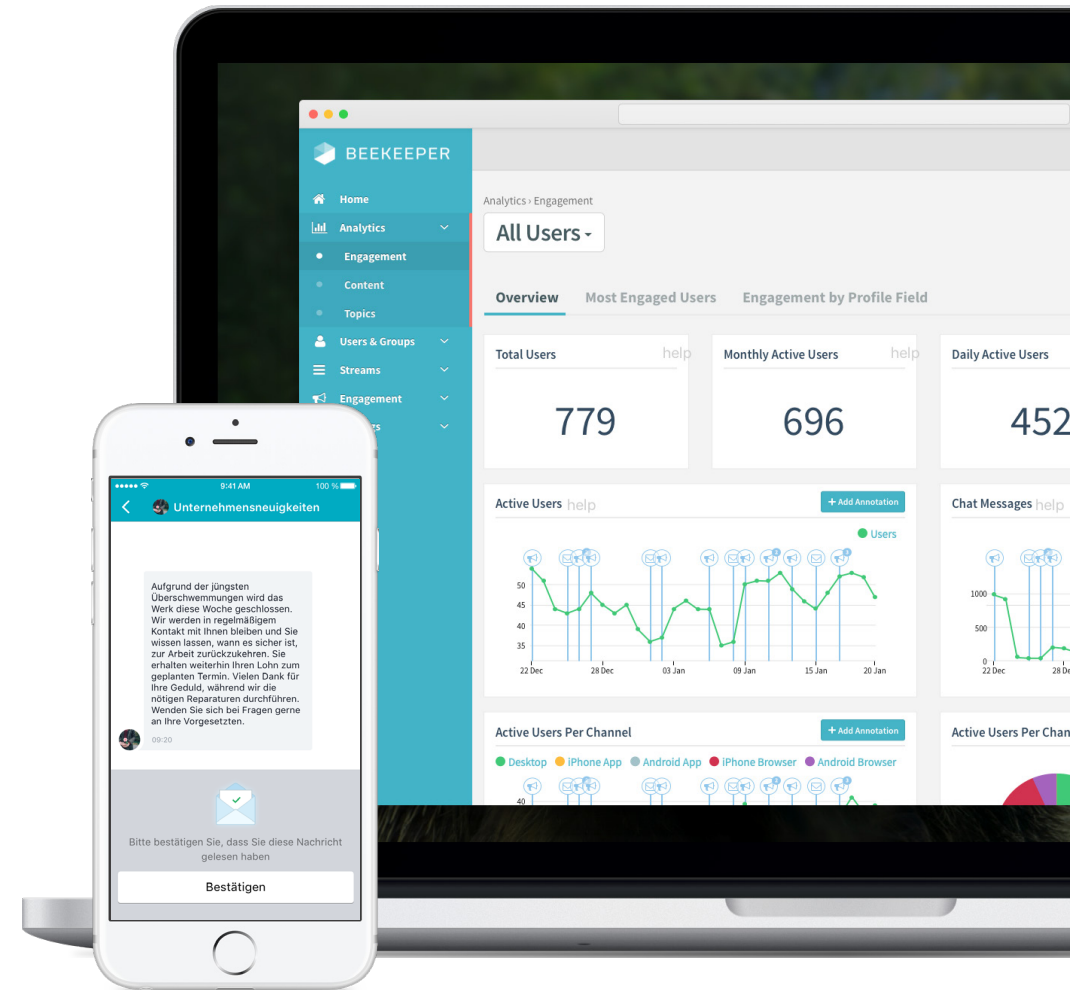 BEEKEEPER
Home
Analytics
Engagement
Content
Topics
Users & Groups
Streams
Engagement
Analytics › Engagement
All Users
Overview Most Engaged Users Engagement by Profile Field
Total Users help
779
Monthly Active Users help
696
Daily Active Users
452
Active Users help
+ Add Annotation
Users
50
45
40
35
22 Dec 28 Dec 03 Jan 09 Jan 15 Jan 20 Jan
Chat Messages help
1000
500
0
22 Dec
Active Users Per Channel
+ Add Annotation
Desktop iPhone App Android App iPhone Browser Android Browser
40
Active Users Per
9:41 AM 100 %
Unternehmensneuigkeiten
Aufgrund der jüngsten
Überschwemmungen wird das
Werk diese Woche geschlossen.
Wir werden in regelmäßigem
Kontakt mit Ihnen bleiben und Sie
wissen lassen, wann es sicher ist,
zur Arbeit zurückzukehren. Sie
erhalten weiterhin Ihren Lohn zum
geplanten Termin. Vielen Dank für
Ihre Geduld, während wir die
nötigen Reparaturen durchführen.
Wenden Sie sich bei Fragen gerne
an Ihre Vorgesetzten.
09:20
Bitte bestätigen Sie, dass Sie diese Nachricht
gelesen haben
Bestätigen